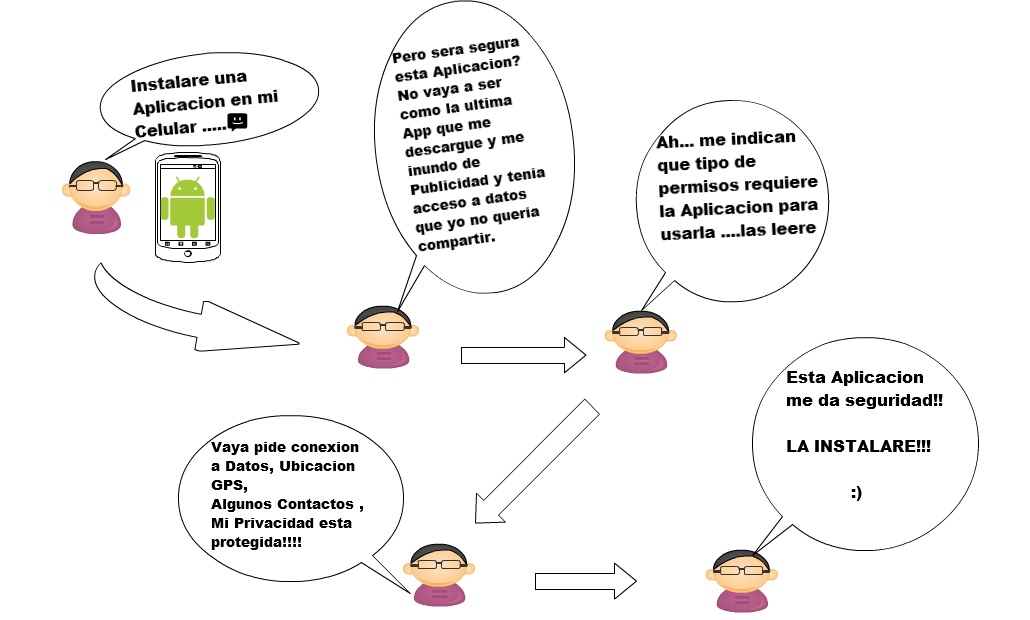 Instalare una
Aplicacion en mi
Celular .....
Pero sera segura
esta Aplicacion?
No vaya a ser
como la ultima
App que me
descargue y me
inundo de
Publicidad y tenia
acceso a datos
que yo no queria
compartir.
Ah... me indican
que tipo de
permisos requiere
la Aplicacion para
usarla ....las leere
Vaya pide conexion
a Datos, Ubicacion
GPS,
Algunos Contactos ,
Mi Privacidad esta
protegida!!!!
Esta Aplicacion
me da seguridad!!
LA INSTALARE!!!
:)